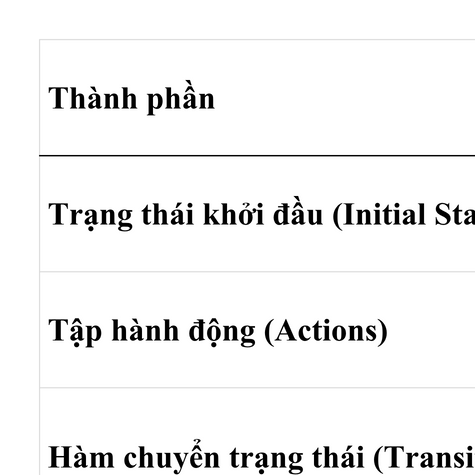 Thành phần
Trạng thái khởi đầu (Initial Sta
Tập hành động (Actions)
Hàm chuyển trạng thái (Transi